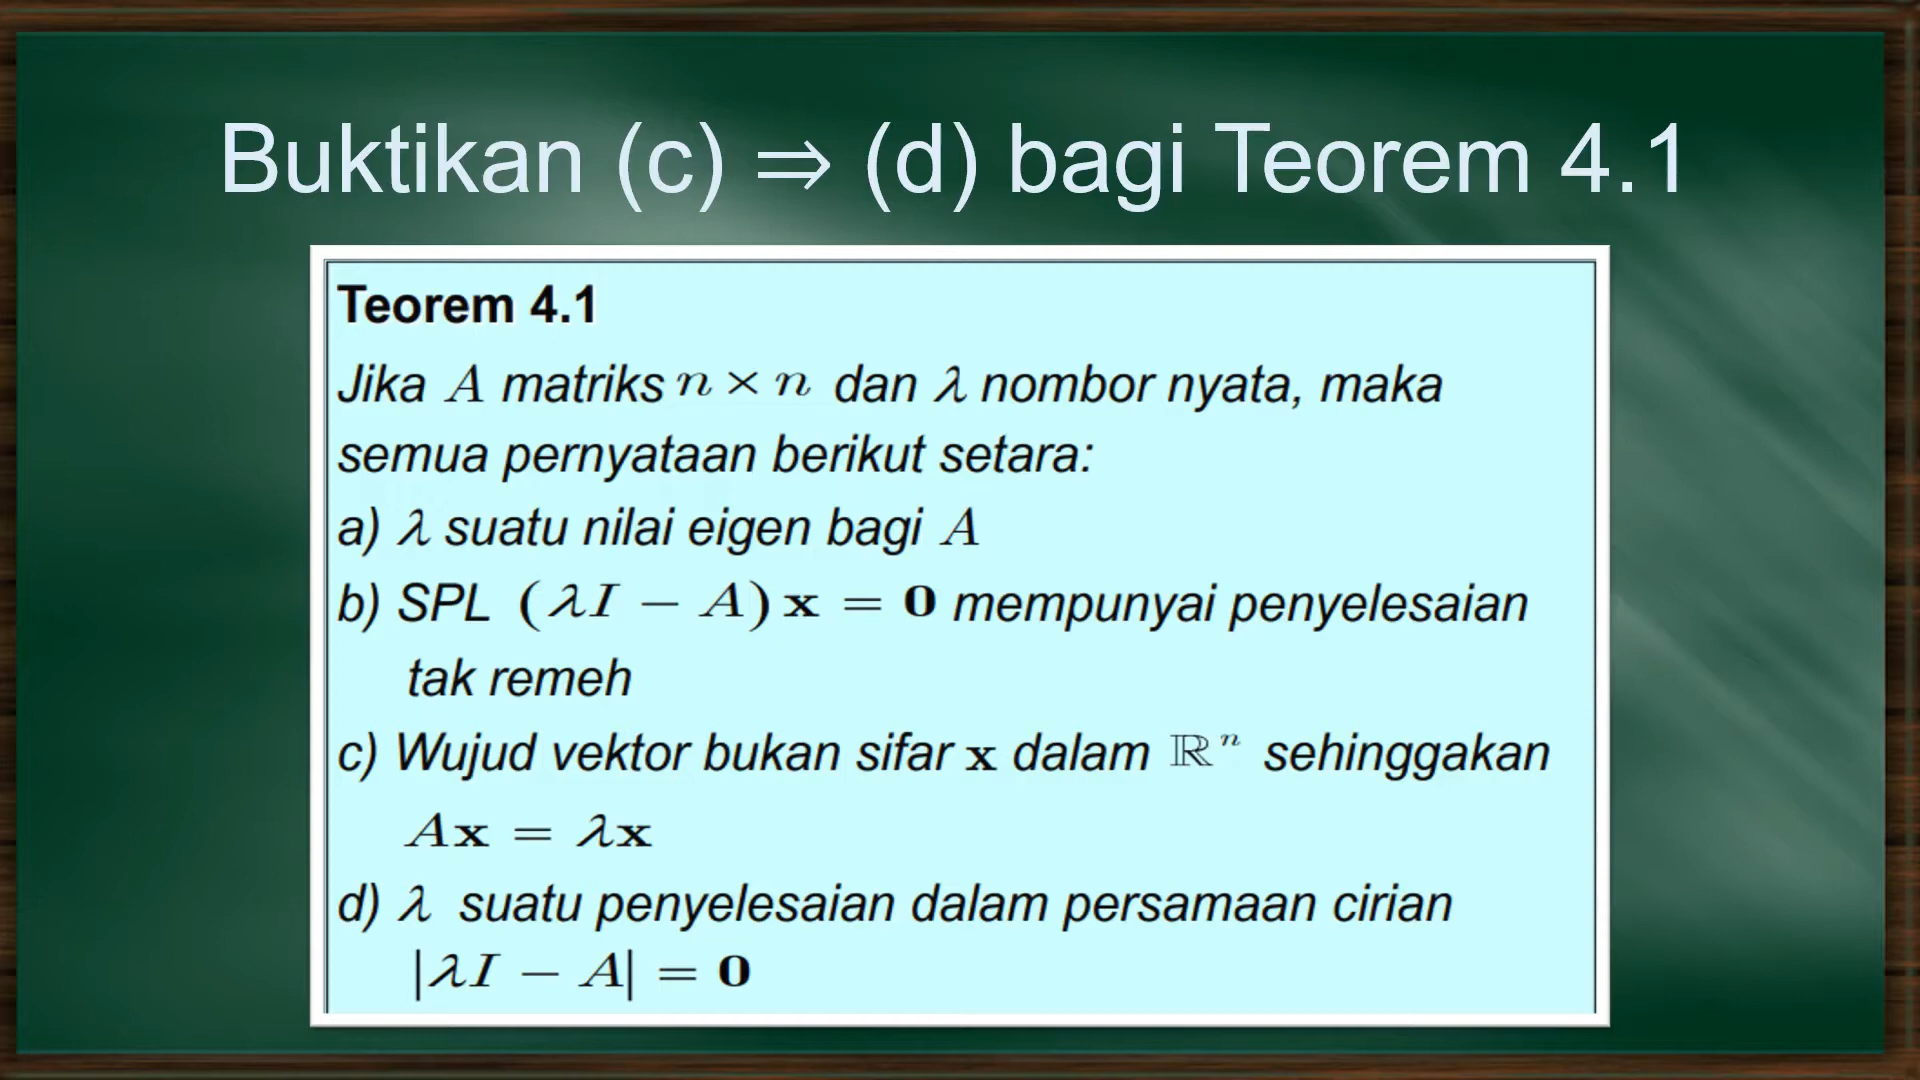 Buktikan (c) ⇒ (d) bagi Teorem 4.1
Teorem 4.1
Jika A matriks n × n dan λ nombor nyata, maka
semua pernyataan berikut setara:
a) λ suatu nilai eigen bagi A
b) SPL (λI − A)x = 0 mempunyai penyelesaian
tak remeh
c) Wujud vektor bukan sifar x dalam ℝⁿ sehinggakan
Ax = λx
d) λ suatu penyelesaian dalam persamaan cirian
|λI − A| = 0